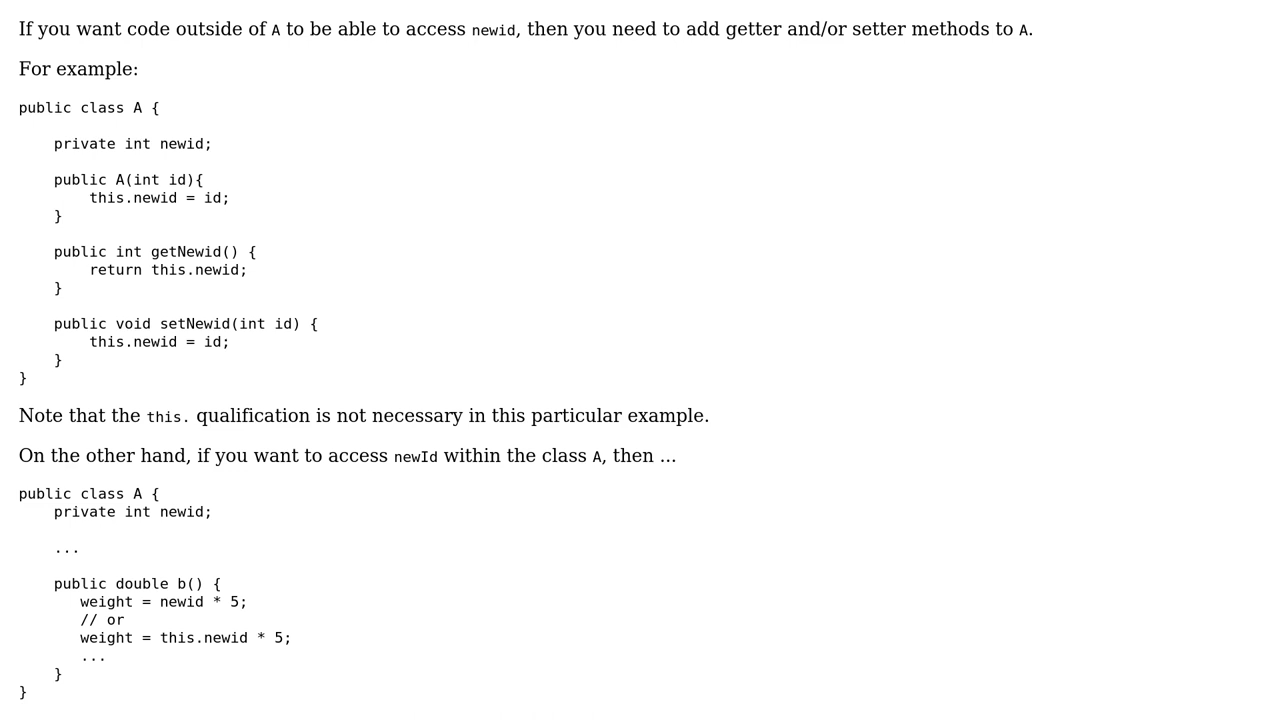 If you want code outside of A to be able to access newid, then you need to add getter and/or setter methods to A.
For example:
public class A {
    private int newid;
    public A(int id){
        this.newid = id;
    }
    public int getNewid() {
        return this.newid;
    }
    public void setNewid(int id) {
        this.newid = id;
    }
}
Note that the this. qualification is not necessary in this particular example.
On the other hand, if you want to access newId within the class A, then ...
public class A {
    private int newid;
    ...
    public double b() {
       weight = newid * 5;
       // or
       weight = this.newid * 5;
       ...
    }
}